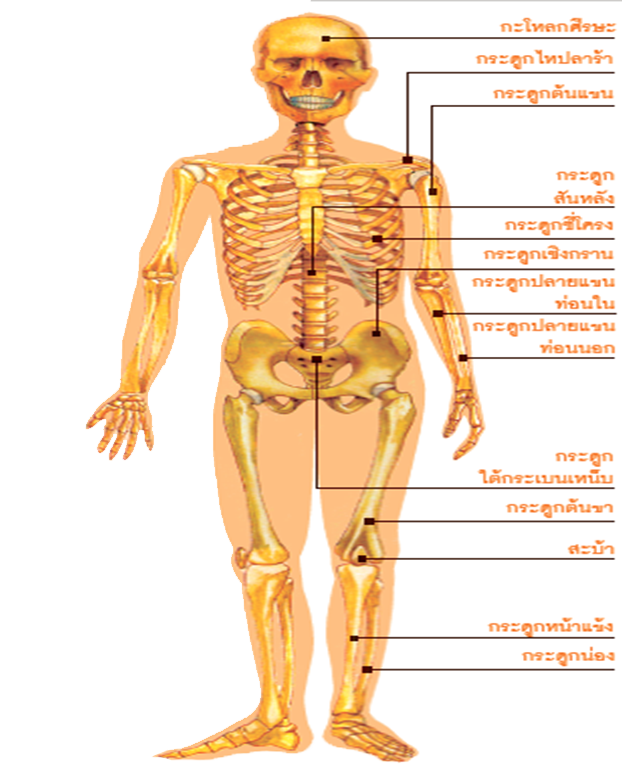 กะโหลกศีรษะ
กระดูกไหปลาร้า
กระดูกต้นแขน
กระดูก
สันหลัง
กระดูกซี่โครง
กระดูกเชิงกราน
กระดูกปลายแขน
ท่อนใน
กระดูกปลายแขน
ท่อนนอก
กระดูก
ใต้กระเบนเหน็บ
กระดูกต้นขา
สะบ้า
กระดูกหน้าแข้ง
กระดูกน่อง